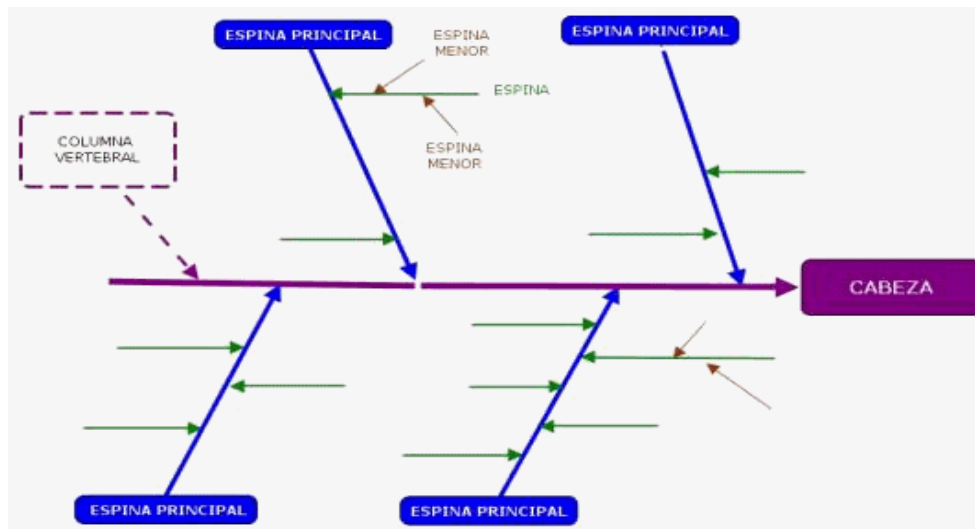 ESPINA PRINCIPAL
ESPINA PRINCIPAL
ESPINA
MENOR
ESPINA
ESPINA
MENOR
COLUMNA
VERTEBRAL
CABEZA
ESPINA PRINCIPAL
ESPINA PRINCIPAL